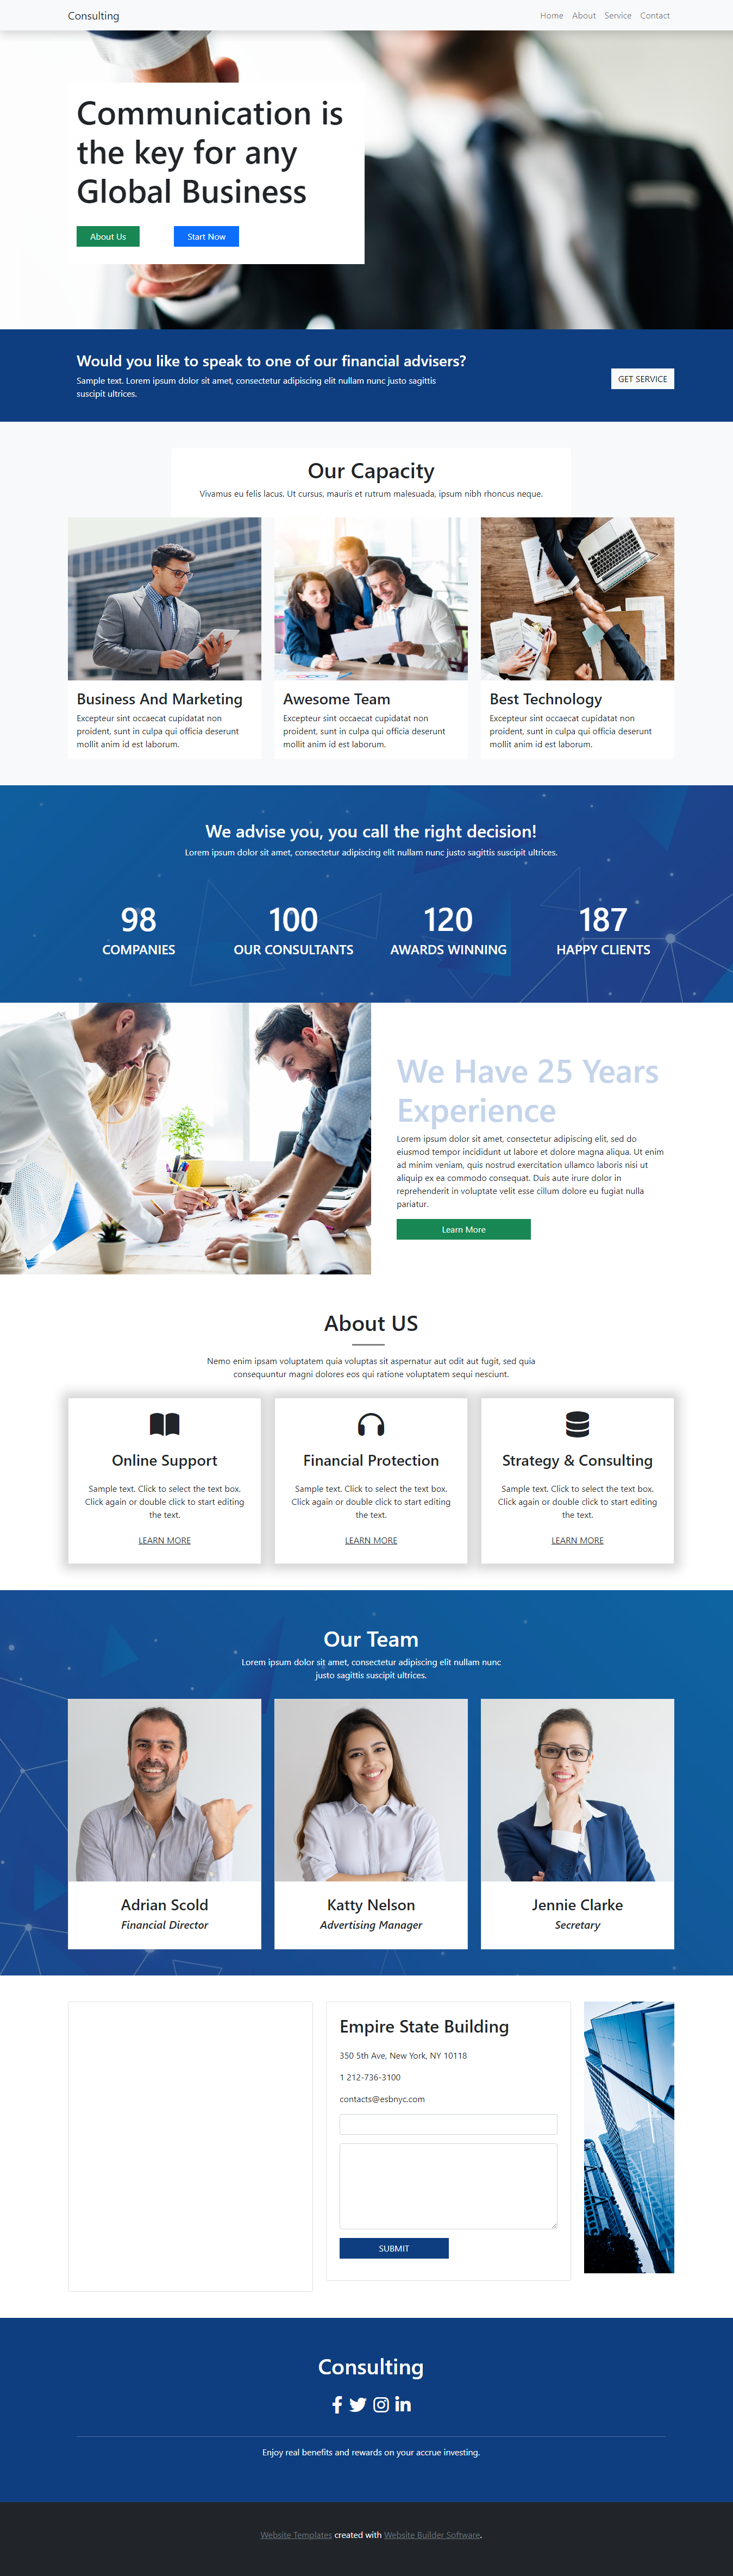 Consulting
Home About Service Contact
Communication is
the key for any
Global Business
About Us
Start Now
Would you like to speak to one of our financial advisers?
Sample text. Lorem ipsum dolor sit amet, consectetur adipiscing elit nullam nunc justo sagittis
suscipit ultrices.
GET SERVICE
Our Capacity
Vivamus eu felis lacus. Ut cursus, mauris et rutrum malesuada, ipsum nibh rhoncus neque.
Business And Marketing
Excepteur sint occaecat cupidatat non
proident, sunt in culpa qui officia deserunt
mollit anim id est laborum.
Awesome Team
Excepteur sint occaecat cupidatat non
proident, sunt in culpa qui officia deserunt
mollit anim id est laborum.
Best Technology
Excepteur sint occaecat cupidatat non
proident, sunt in culpa qui officia deserunt
mollit anim id est laborum.
We advise you, you call the right decision!
Lorem ipsum dolor sit amet, consectetur adipiscing elit nullam nunc justo sagittis suscipit ultrices.
98
COMPANIES
100
OUR CONSULTANTS
120
AWARDS WINNING
187
HAPPY CLIENTS
We Have 25 Years
Experience
Lorem ipsum dolor sit amet, consectetur adipiscing elit, sed do
eiusmod tempor incididunt ut labore et dolore magna aliqua. Ut enim
ad minim veniam, quis nostrud exercitation ullamco laboris nisi ut
aliquip ex ea commodo consequat. Duis aute irure dolor in
reprehenderit in voluptate velit esse cillum dolore eu fugiat nulla
pariatur.
Learn More
About US
Nemo enim ipsam voluptatem quia voluptas sit aspernatur aut odit aut fugit, sed quia
consequuntur magni dolores eos qui ratione voluptatem sequi nesciunt.
Online Support
Sample text. Click to select the text box.
Click again or double click to start editing
the text.
LEARN MORE
Financial Protection
Sample text. Click to select the text box.
Click again or double click to start editing
the text.
LEARN MORE
Strategy & Consulting
Sample text. Click to select the text box.
Click again or double click to start editing
the text.
LEARN MORE
Our Team
Lorem ipsum dolor sit amet, consectetur adipiscing elit nullam nunc
justo sagittis suscipit ultrices.
Adrian Scold
Financial Director
Katty Nelson
Advertising Manager
Jennie Clarke
Secretary
Empire State Building
350 5th Ave, New York, NY 10118
1 212-736-3100
contacts@esbnyc.com
SUBMIT
Consulting
Enjoy real benefits and rewards on your accrue investing.
Website Templates created with Website Builder Software.